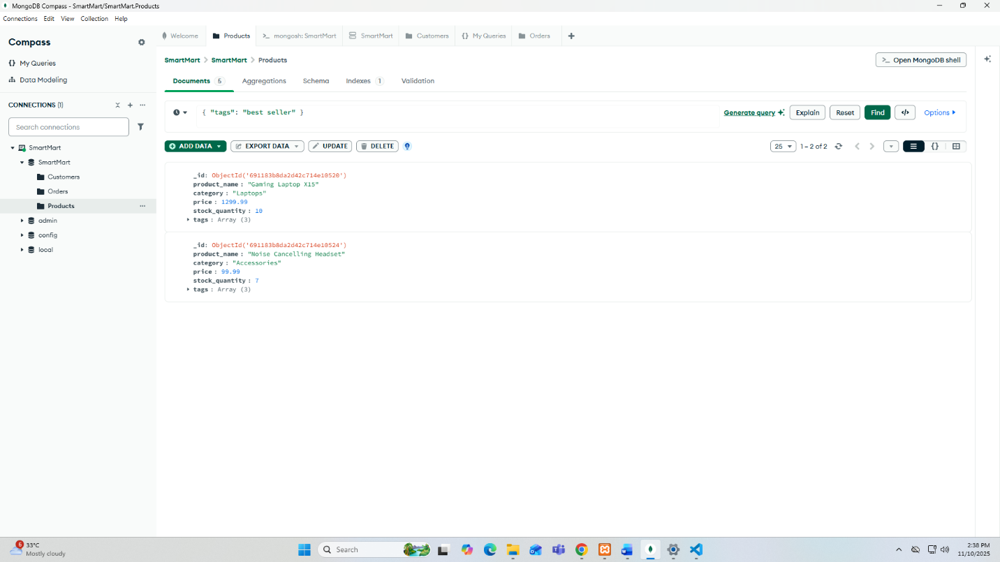 MongoDB Compass - SmartMart/SmartMart.Products
Connections Edit View Collection Help
Compass
My Queries
Data Modeling
CONNECTIONS (1)
Search connections
SmartMart
SmartMart
Customers
Orders
Products
admin
config
local
Welcome Products >_ mongosh: SmartMart SmartMart Customers {} My Queries Orders
SmartMart > SmartMart > Products
>_ Open MongoDB shell
Documents 5 Aggregations Schema Indexes 1 Validation
{ "tags": "best seller" }
Generate query Explain Reset Find </> Options
ADD DATA EXPORT DATA UPDATE DELETE
25 1 – 2 of 2 {}
_id: ObjectId('691183b8da2d42c714e10520')
product_name : "Gaming Laptop X15"
category : "Laptops"
price : 1299.99
stock_quantity : 10
tags : Array (3)
_id: ObjectId('691183b8da2d42c714e10524')
product_name : "Noise Cancelling Headset"
category : "Accessories"
price : 99.99
stock_quantity : 7
tags : Array (3)
6
33°C
Mostly cloudy
Search
2:38 PM
11/10/2025